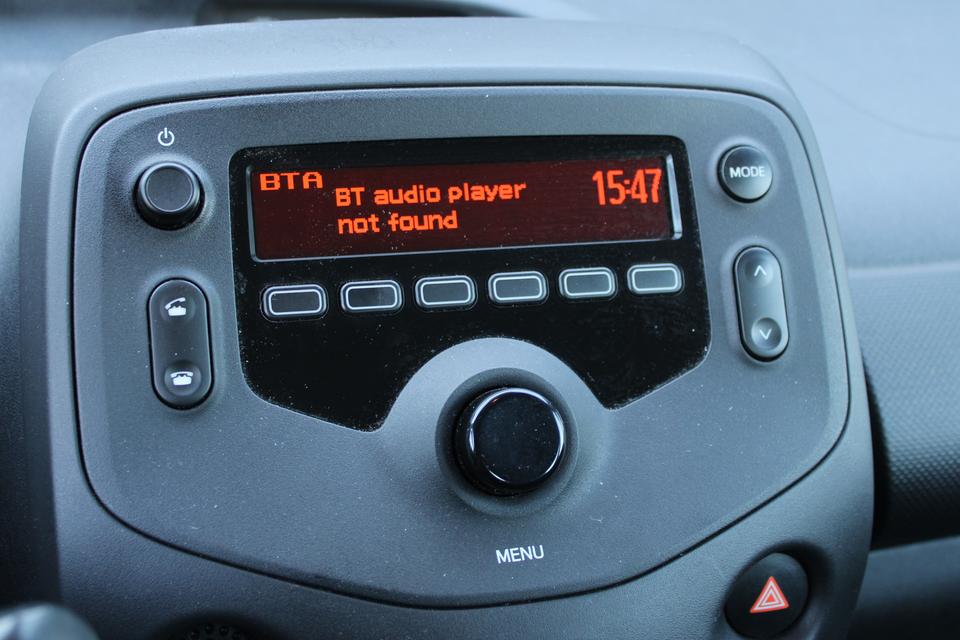 BTA
BT audio player
not found
15:47
MODE
MENU